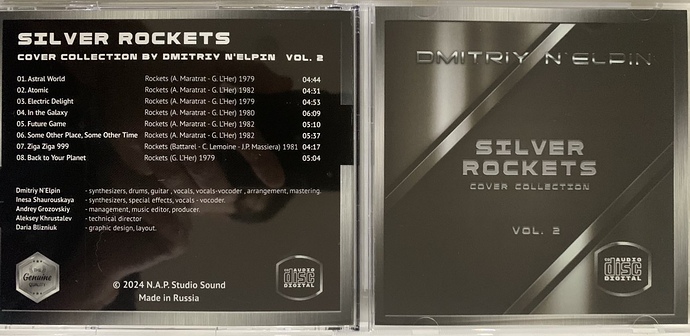 SILVER ROCKETS
COVER COLLECTION BY DMITRIY N'ELPIN VOL. 2
01. Astral World Rockets (A. Maratrat - G. L'Her) 1979 04:44
02. Atomic Rockets (A. Maratrat - G. L'Her) 1982 04:31
03. Electric Delight Rockets (A. Maratrat - G. L'Her) 1979 04:53
04. In the Galaxy Rockets (A. Maratrat - G. L'Her) 1980 06:09
05. Future Game Rockets (A. Maratrat - G. L'Her) 1982 05:10
06. Some Other Place, Some Other Time Rockets (A. Maratrat - G. L'Her) 1982 05:37
07. Ziga Ziga 999 Rockets (Battarel - C. Lemoine - J.P. Massiera) 1981 04:17
08. Back to Your Planet Rockets (G. L'Her) 1979 05:04
Dmitriy N'Elpin - synthesizers, drums, guitar , vocals, vocals-vocoder , arrangement, mastering.
Inesa Shaurouskaya - synthesizers, special effects, vocals - vocoder.
Andrey Grozovskiy - management, music editor, producer.
Aleksey Khrustalev - technical director
Daria Blizniuk - graphic design, layout.
THE
Genuine
QUALITY
© 2024 N.A.P. Studio Sound
Made in Russia
AUDIO
disc
DIGITAL
DMITRIY N'ELPIN
SILVER
ROCKETS
COVER COLLECTION
VOL. 2
AUDIO
disc
DIGITAL